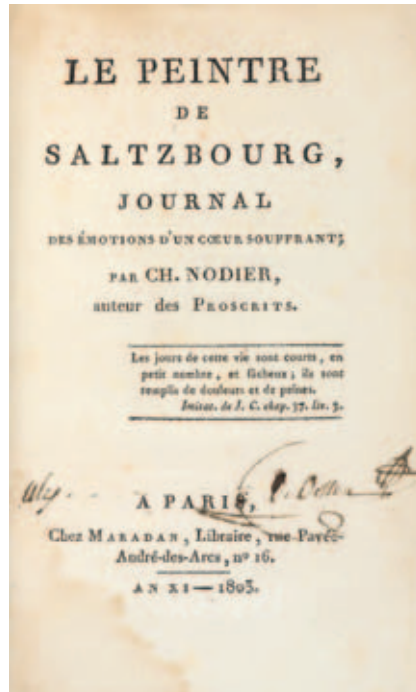 LE PEINTRE
DE
SALTZBOURG,
JOURNAL
DES ÉMOTIONS D'UN CŒUR SOUFFRANT;
PAR CH. NODIER,
auteur des PROSCRITS.
Les jours de cette vie sont courts, en
petit nombre, et fâcheux; ils sont
remplis de douleurs et de peines.
Imitat. de J. C. chap. 37. liv. 3.
A PARIS,
Chez MARADAN, Libraire, rue Pavée-
André-des-Arcs, nº 16.
AN XI — 1803.